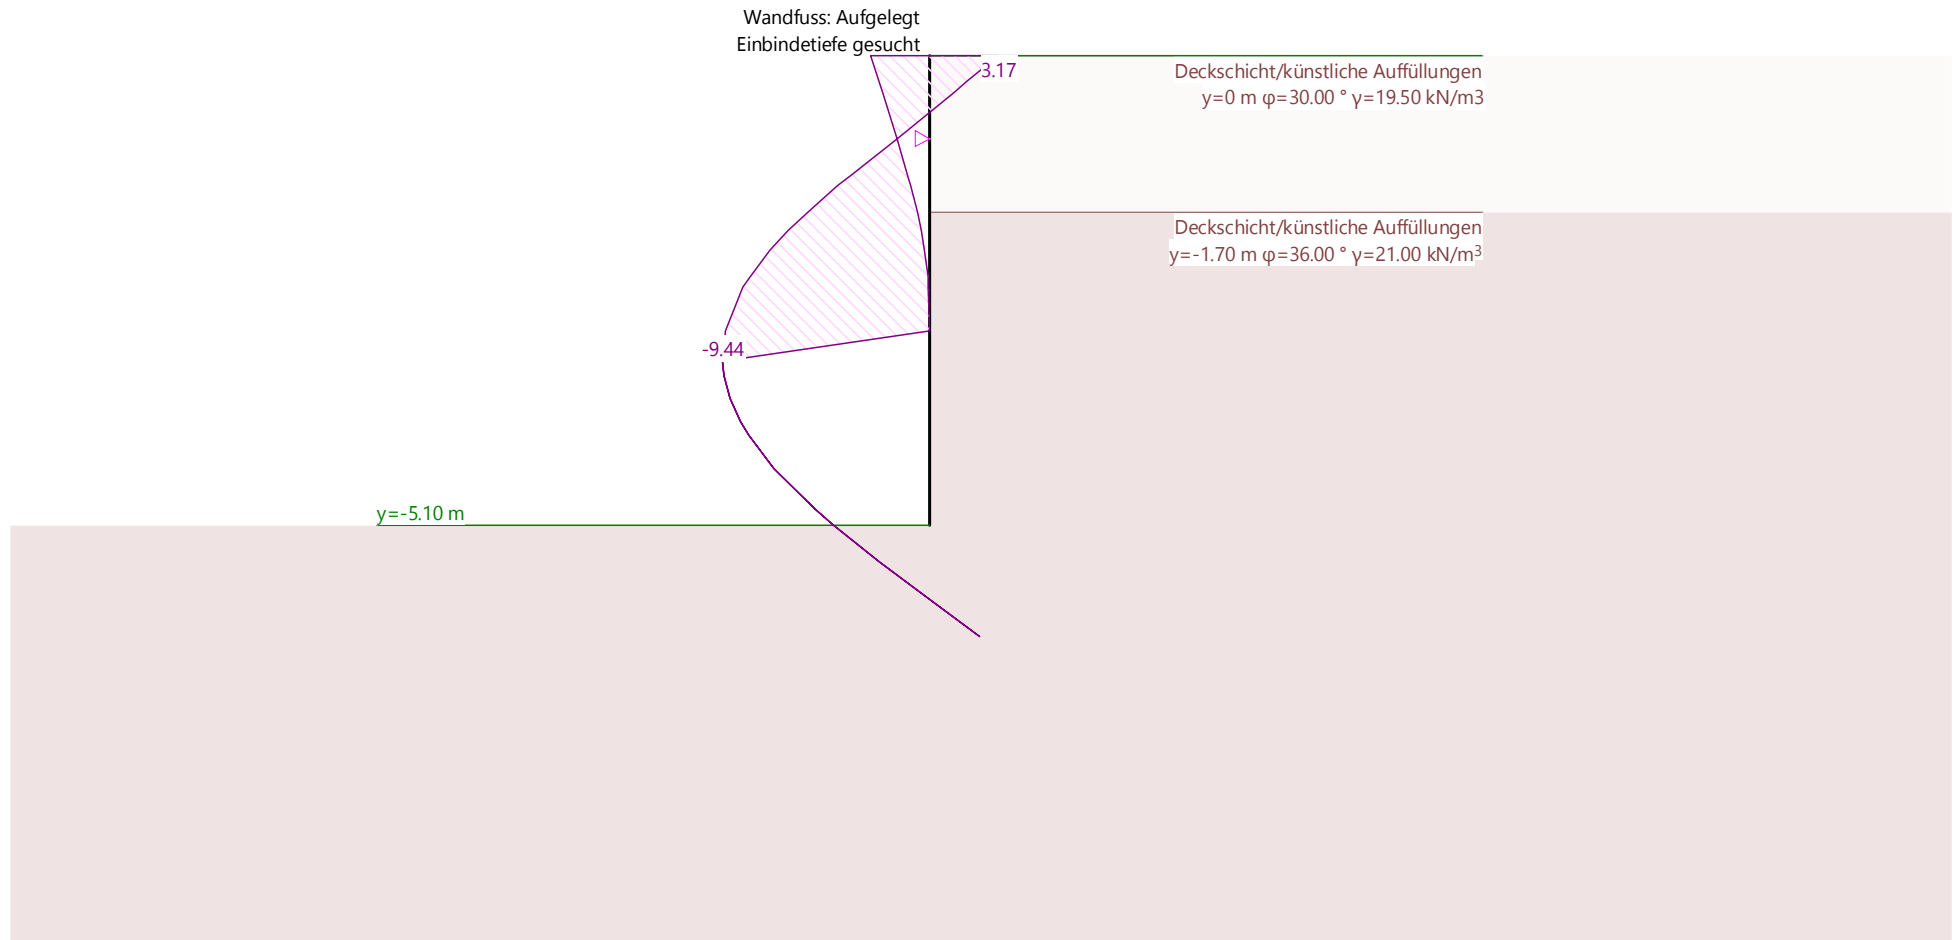 Wandfuss: Aufgelegt
Einbindetiefe gesucht
3.17
Deckschicht/künstliche Auffüllungen
y=0 m φ=30.00 ° γ=19.50 kN/m3
Deckschicht/künstliche Auffüllungen
y=-1.70 m φ=36.00 ° γ=21.00 kN/m³
-9.44
y=-5.10 m